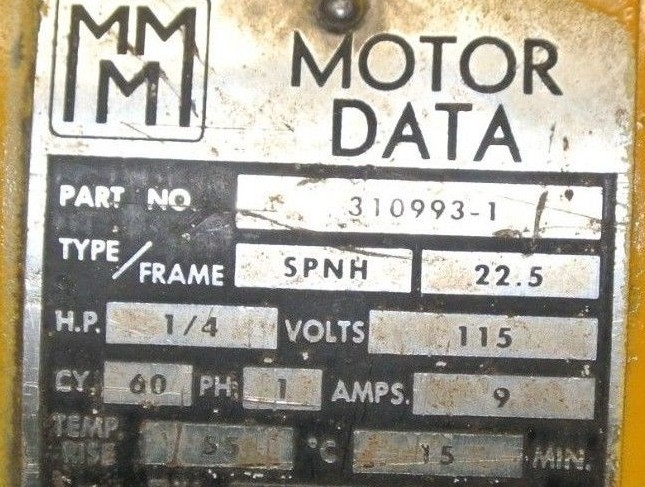 MMM
MOTOR
DATA
PART NO. 310993-1
TYPE/FRAME SPNH 22.5
H.P. 1/4 VOLTS 115
CY. 60 PH 1 AMPS. 9
TEMP. RISE 55 °C 15 MIN.